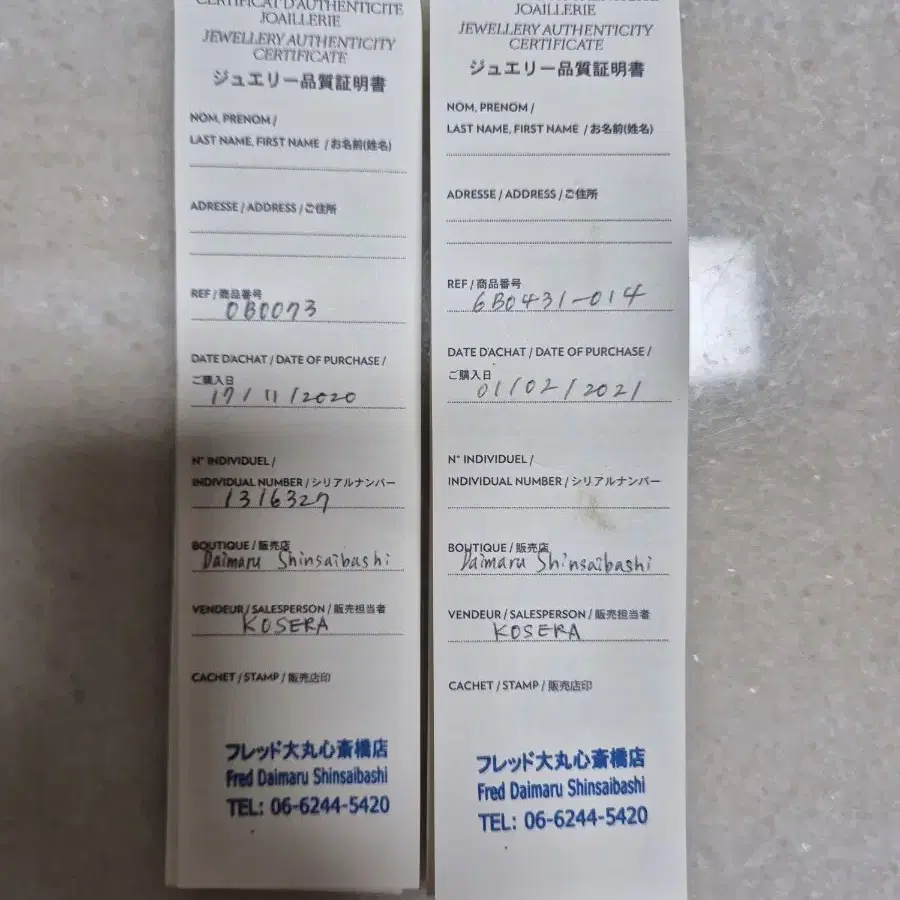 CERTIFICAT D'AUTHENTICITE
JOAILLERIE
JEWELLERY AUTHENTICITY
CERTIFICATE
ジュエリー品質証明書
NOM, PRENOM /
LAST NAME, FIRST NAME / お名前(姓名)
ADRESSE / ADDRESS / ご住所
REF / 商品番号
0B0073
DATE D'ACHAT / DATE OF PURCHASE /
ご購入日
17/11/2020
N° INDIVIDUEL /
INDIVIDUAL NUMBER / シリアルナンバー
1316327
BOUTIQUE / 販売店
Daimaru Shinsaibashi
VENDEUR / SALESPERSON / 販売担当者
KOSERA
CACHET / STAMP / 販売店印
フレッド大丸心斎橋店
Fred Daimaru Shinsaibashi
TEL: 06-6244-5420
JOAILLERIE
JEWELLERY AUTHENTICITY
CERTIFICATE
ジュエリー品質証明書
NOM, PRENOM /
LAST NAME, FIRST NAME / お名前(姓名)
ADRESSE / ADDRESS / ご住所
REF / 商品番号
6B0431-014
DATE D'ACHAT / DATE OF PURCHASE /
ご購入日
01/02/2021
N° INDIVIDUEL /
INDIVIDUAL NUMBER / シリアルナンバー
BOUTIQUE / 販売店
Daimaru Shinsaibashi
VENDEUR / SALESPERSON / 販売担当者
KOSERA
CACHET / STAMP / 販売店印
フレッド大丸心斎橋店
Fred Daimaru Shinsaibashi
TEL: 06-6244-5420